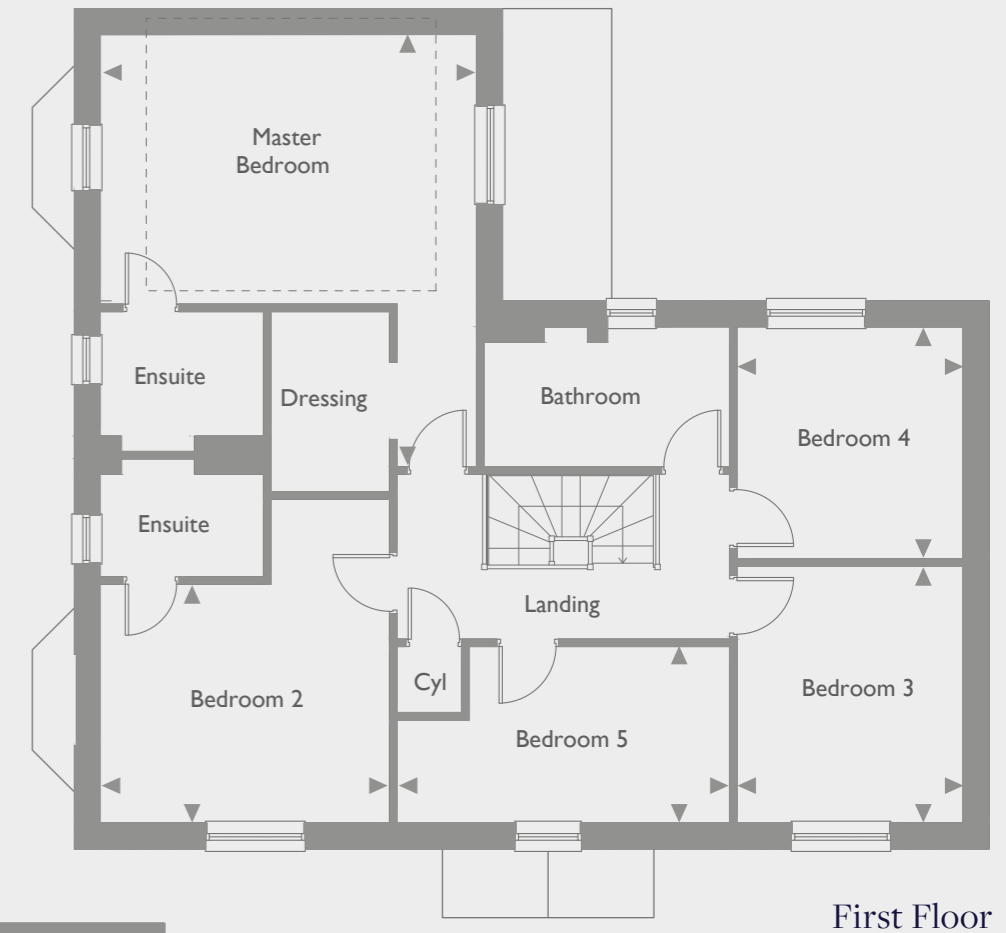 Master
Bedroom
Ensuite
Dressing
Bathroom
Bedroom 4
Ensuite
Landing
Cyl
Bedroom 2
Bedroom 3
Bedroom 5
First Floor